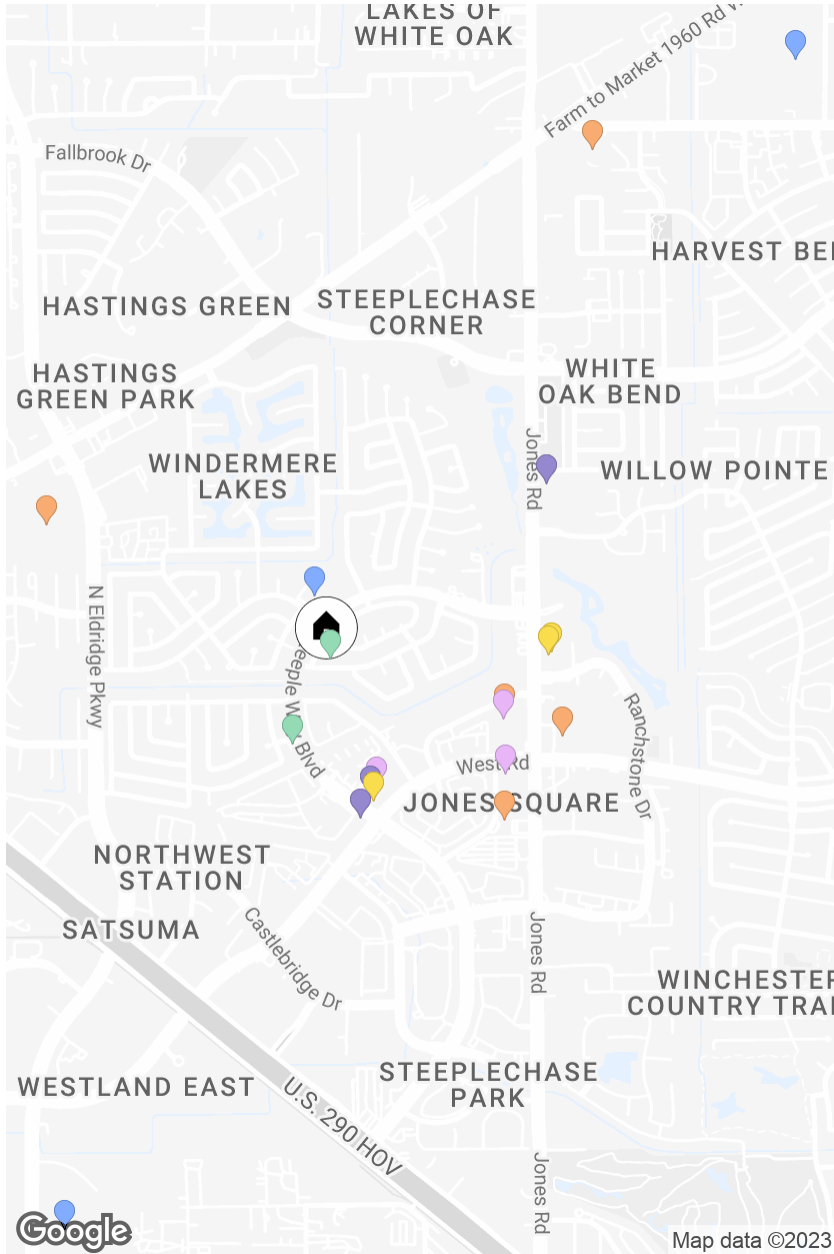 LAKES OF
WHITE OAK
Farm to Market 1960 Rd W
Fallbrook Dr
HARVEST BE
HASTINGS GREEN
STEEPLECHASE
CORNER
HASTINGS
GREEN PARK
WHITE
OAK BEND
Jones Rd
WINDERMERE
LAKES
WILLOW POINTE
N Eldridge Pkwy
eeple W y Blvd
Ranchstone Dr
West Rd
JONES SQUARE
NORTHWEST
STATION
SATSUMA
Castlebridge Dr
Jones Rd
WINCHESTER
COUNTRY TRA
STEEPLECHASE
PARK
WESTLAND EAST
U.S. 290 HOV
Jones Rd
Google
Map data ©2023